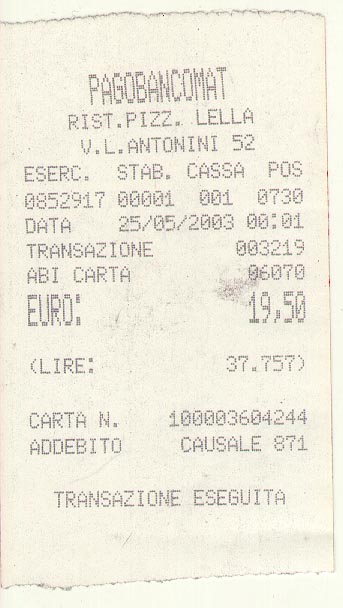 PAGOBANCOMAT
RIST.PIZZ. LELLA
V.L.ANTONINI 52
ESERC. STAB. CASSA POS
0852917 00001 001 0730
DATA 25/05/2003 00:01
TRANSAZIONE 003219
ABI CARTA 06070
EURO: 19,50
(LIRE: 37.757)
CARTA N. 100003604244
ADDEBITO CAUSALE 871
TRANSAZIONE ESEGUITA